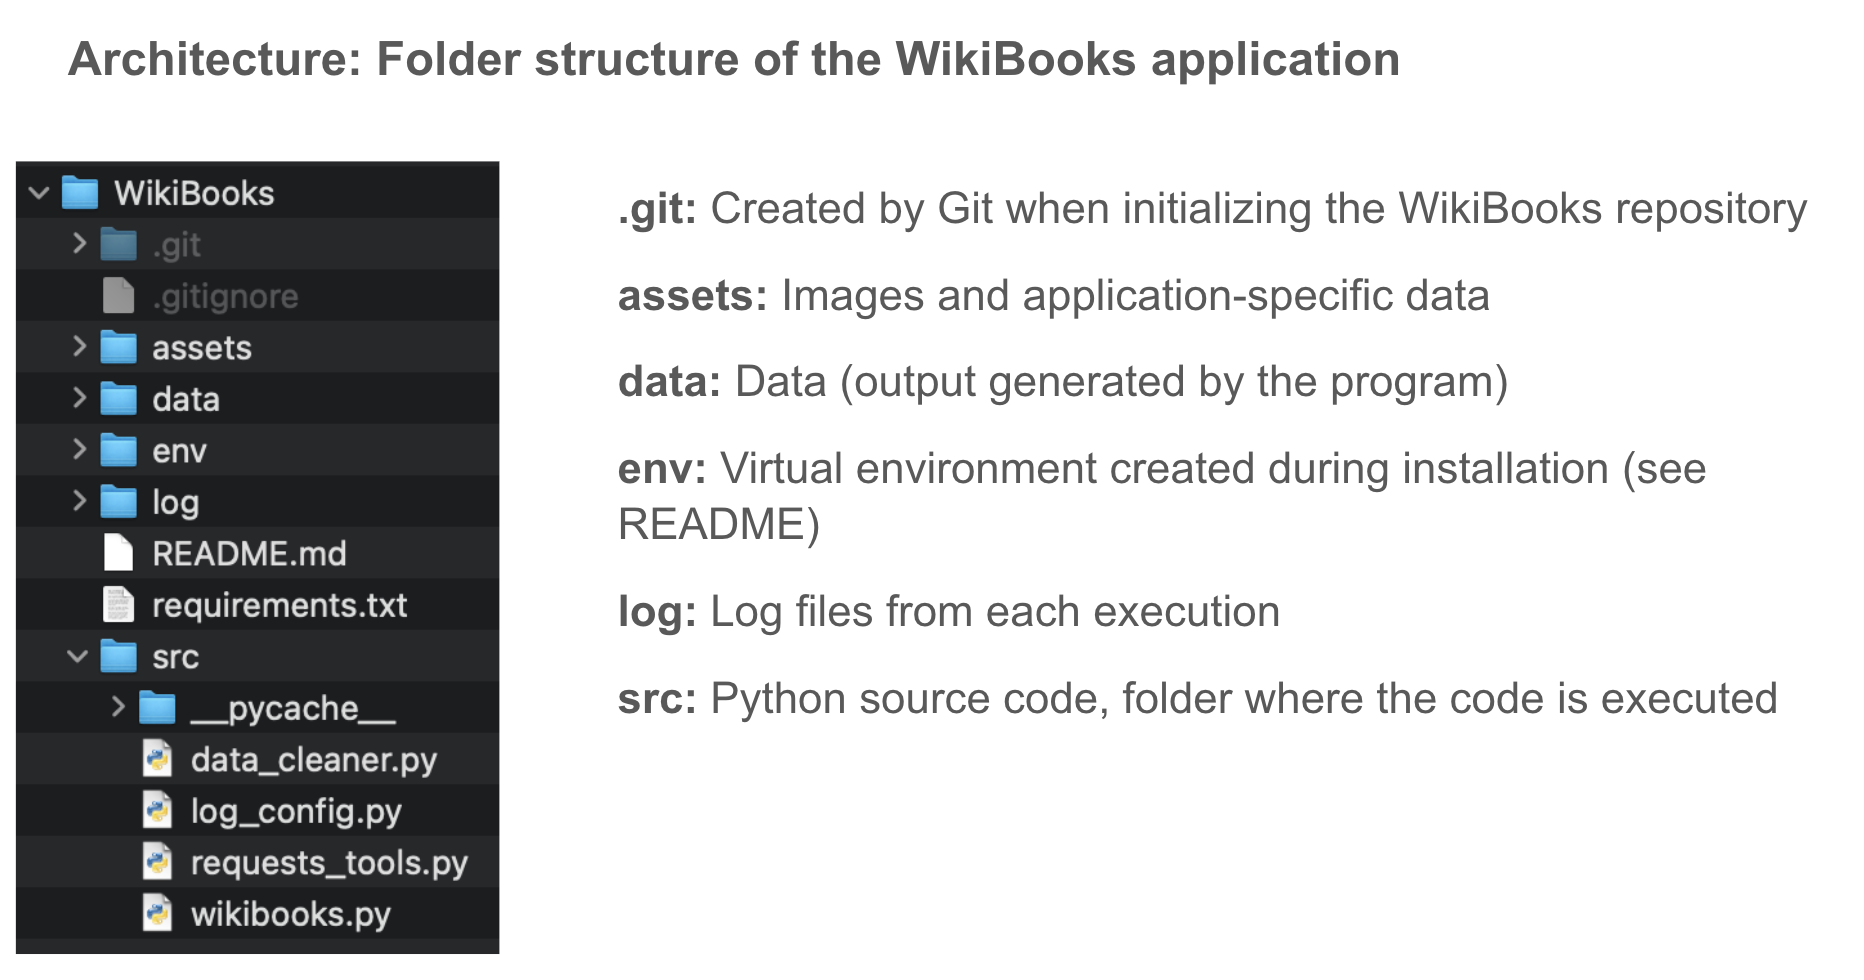 Architecture: Folder structure of the WikiBooks application
WikiBooks
.git
.gitignore
assets
data
env
log
README.md
requirements.txt
src
__pycache__
data_cleaner.py
log_config.py
requests_tools.py
wikibooks.py
.git: Created by Git when initializing the WikiBooks repository
assets: Images and application-specific data
data: Data (output generated by the program)
env: Virtual environment created during installation (see
README)
log: Log files from each execution
src: Python source code, folder where the code is executed